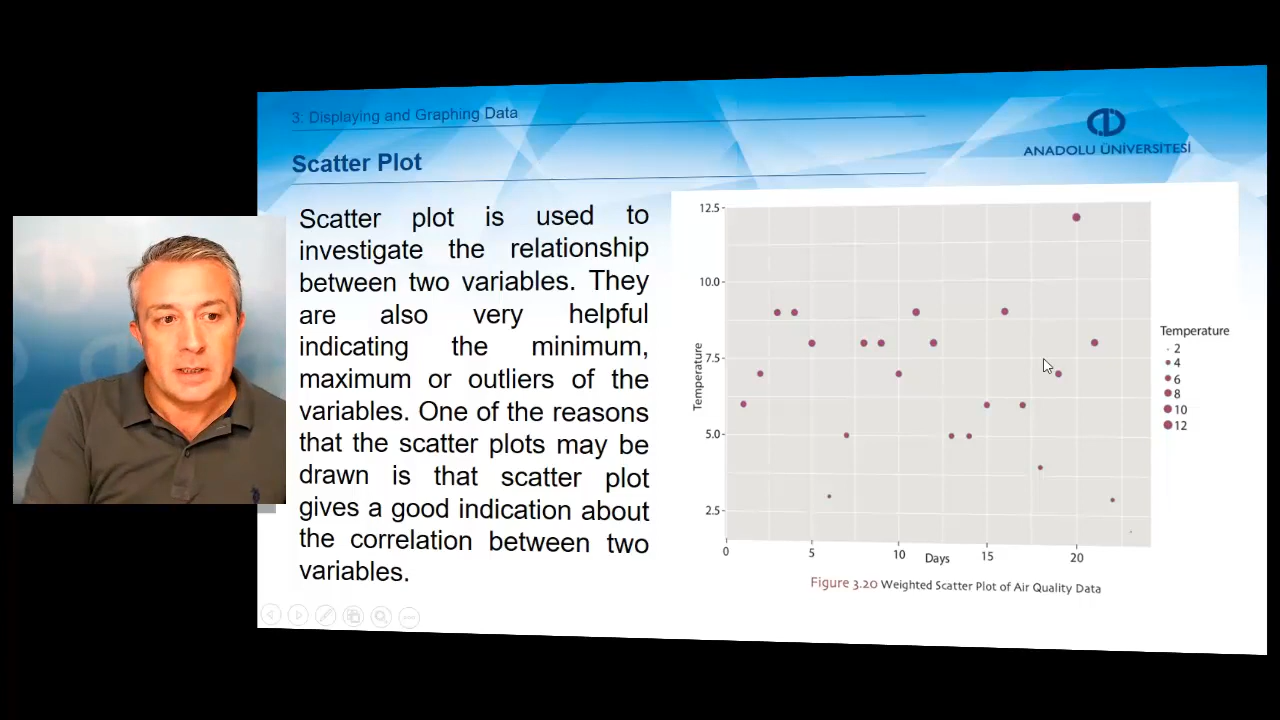 3: Displaying and Graphing Data
ANADOLU ÜNİVERSİTESİ
Scatter Plot
Scatter plot is used to
investigate the relationship
between two variables. They
are also very helpful
indicating the minimum,
maximum or outliers of the
variables. One of the reasons
that the scatter plots may be
drawn is that scatter plot
gives a good indication about
the correlation between two
variables.
12.5
10.0
7.5
5.0
2.5
Temperature
0 5 10 15 20
Days
Temperature
2
4
6
8
10
12
Figure 3.20 Weighted Scatter Plot of Air Quality Data